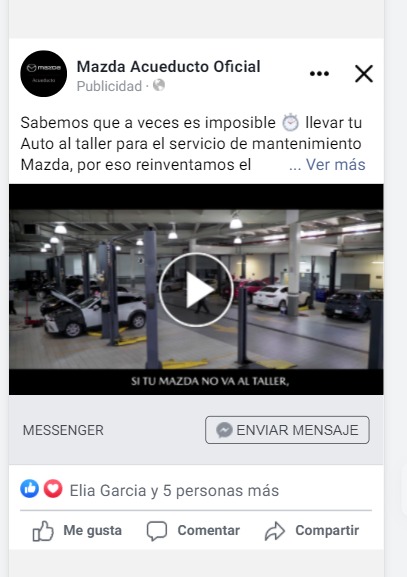 mazda
Acueducto
Mazda Acueducto Oficial
Publicidad ·
Sabemos que a veces es imposible ⏱ llevar tu
Auto al taller para el servicio de mantenimiento
Mazda, por eso reinventamos el ... Ver más
SI TU MAZDA NO VA AL TALLER,
MESSENGER
ENVIAR MENSAJE
Elia Garcia y 5 personas más
Me gusta Comentar Compartir